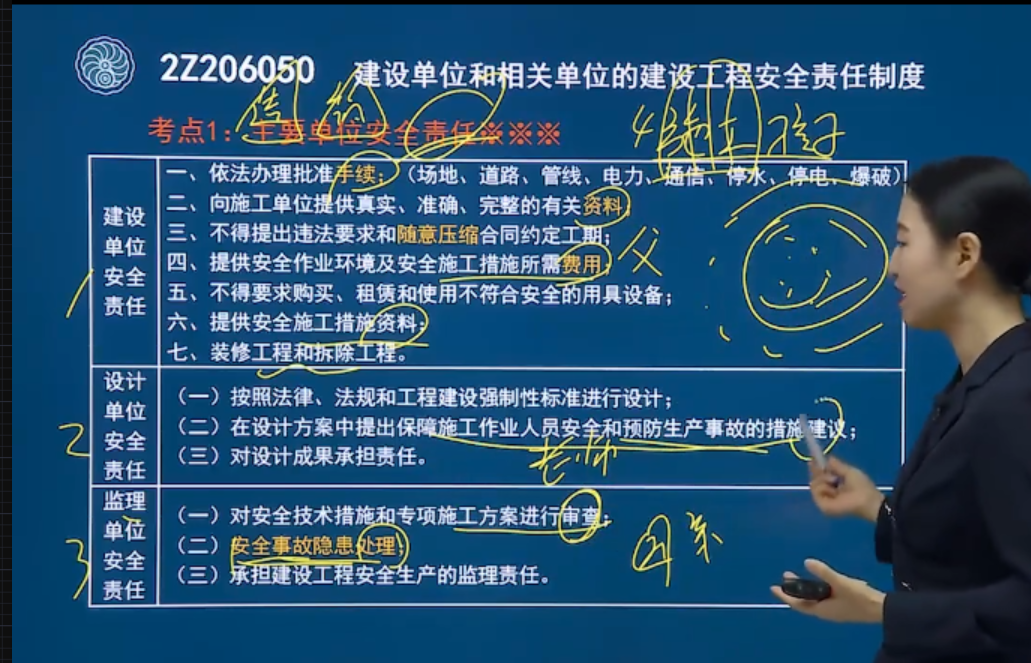 2Z206050 建设单位和相关单位的建设工程安全责任制度
考点1：主要单位安全责任※※※
建设
单位
安全
责任
一、依法办理批准手续；（场地、道路、管线、电力、通信、停水、停电、爆破）
二、向施工单位提供真实、准确、完整的有关资料；
三、不得提出违法要求和随意压缩合同约定工期；
四、提供安全作业环境及安全施工措施所需费用；
父
五、不得要求购买、租赁和使用不符合安全的用具设备；
六、提供安全施工措施资料；
七、装修工程和拆除工程。
1
设计
单位
安全
责任
（一）按照法律、法规和工程建设强制性标准进行设计；
（二）在设计方案中提出保障施工作业人员安全和预防生产事故的措施建议；
（三）对设计成果承担责任。
2
监理
单位
安全
责任
（一）对安全技术措施和专项施工方案进行审查；
（二）安全事故隐患处理；
（三）承担建设工程安全生产的监理责任。
3